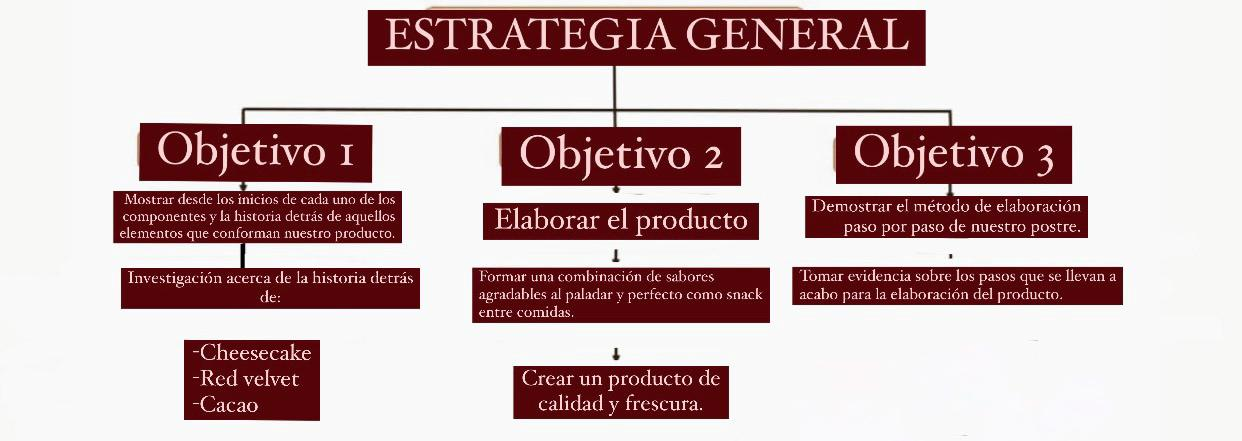 ESTRATEGIA GENERAL
Objetivo 1
Mostrar desde los inicios de cada uno de los
componentes y la historia detrás de aquellos
elementos que conforman nuestro producto.
Investigación acerca de la historia detrás
de:
-Cheesecake
-Red velvet
-Cacao
Objetivo 2
Elaborar el producto
Formar una combinación de sabores
agradables al paladar y perfecto como snack
entre comidas.
Crear un producto de
calidad y frescura.
Objetivo 3
Demostrar el método de elaboración
paso por paso de nuestro postre.
Tomar evidencia sobre los pasos que se llevan a
acabo para la elaboración del producto.